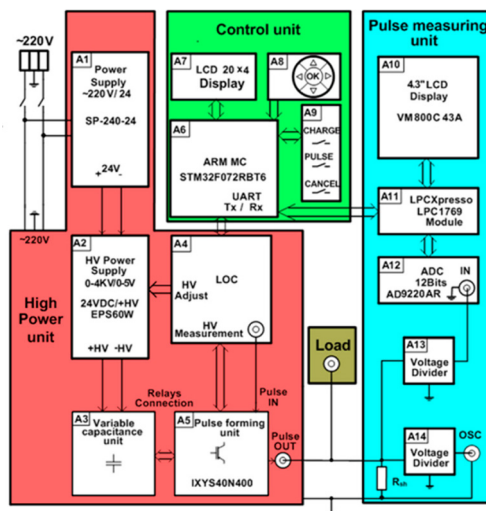 ~220V
A1
Power
Supply
~220V/ 24
SP-240-24
24V
+ -
~220V
A2
HV Power
Supply
0-4KV/0-5V
24VDC/+HV
EPS60W
+HV -HV
High
Power
unit
A3
Variable
capacitance
unit
Relays
Connection
A4
LOC
HV
Adjust
HV
Measurement
Pulse
IN
A5
Pulse forming
unit
IXYS40N400
Pulse
OUT
Control unit
A7
LCD 20×4
Display
A8
OK
A9
CHARGE
PULSE
CANCEL
A6
ARM MC
STM32F072RBT6
UART
Tx / Rx
Load
Pulse measuring
unit
A10
4.3" LCD
Display
VM800C 43A
A11
LPCXpresso
LPC1769
Module
A12
ADC
12Bits
AD9220AR
IN
A13
Voltage
Divider
A14
Voltage
Divider
OSC
Rsh